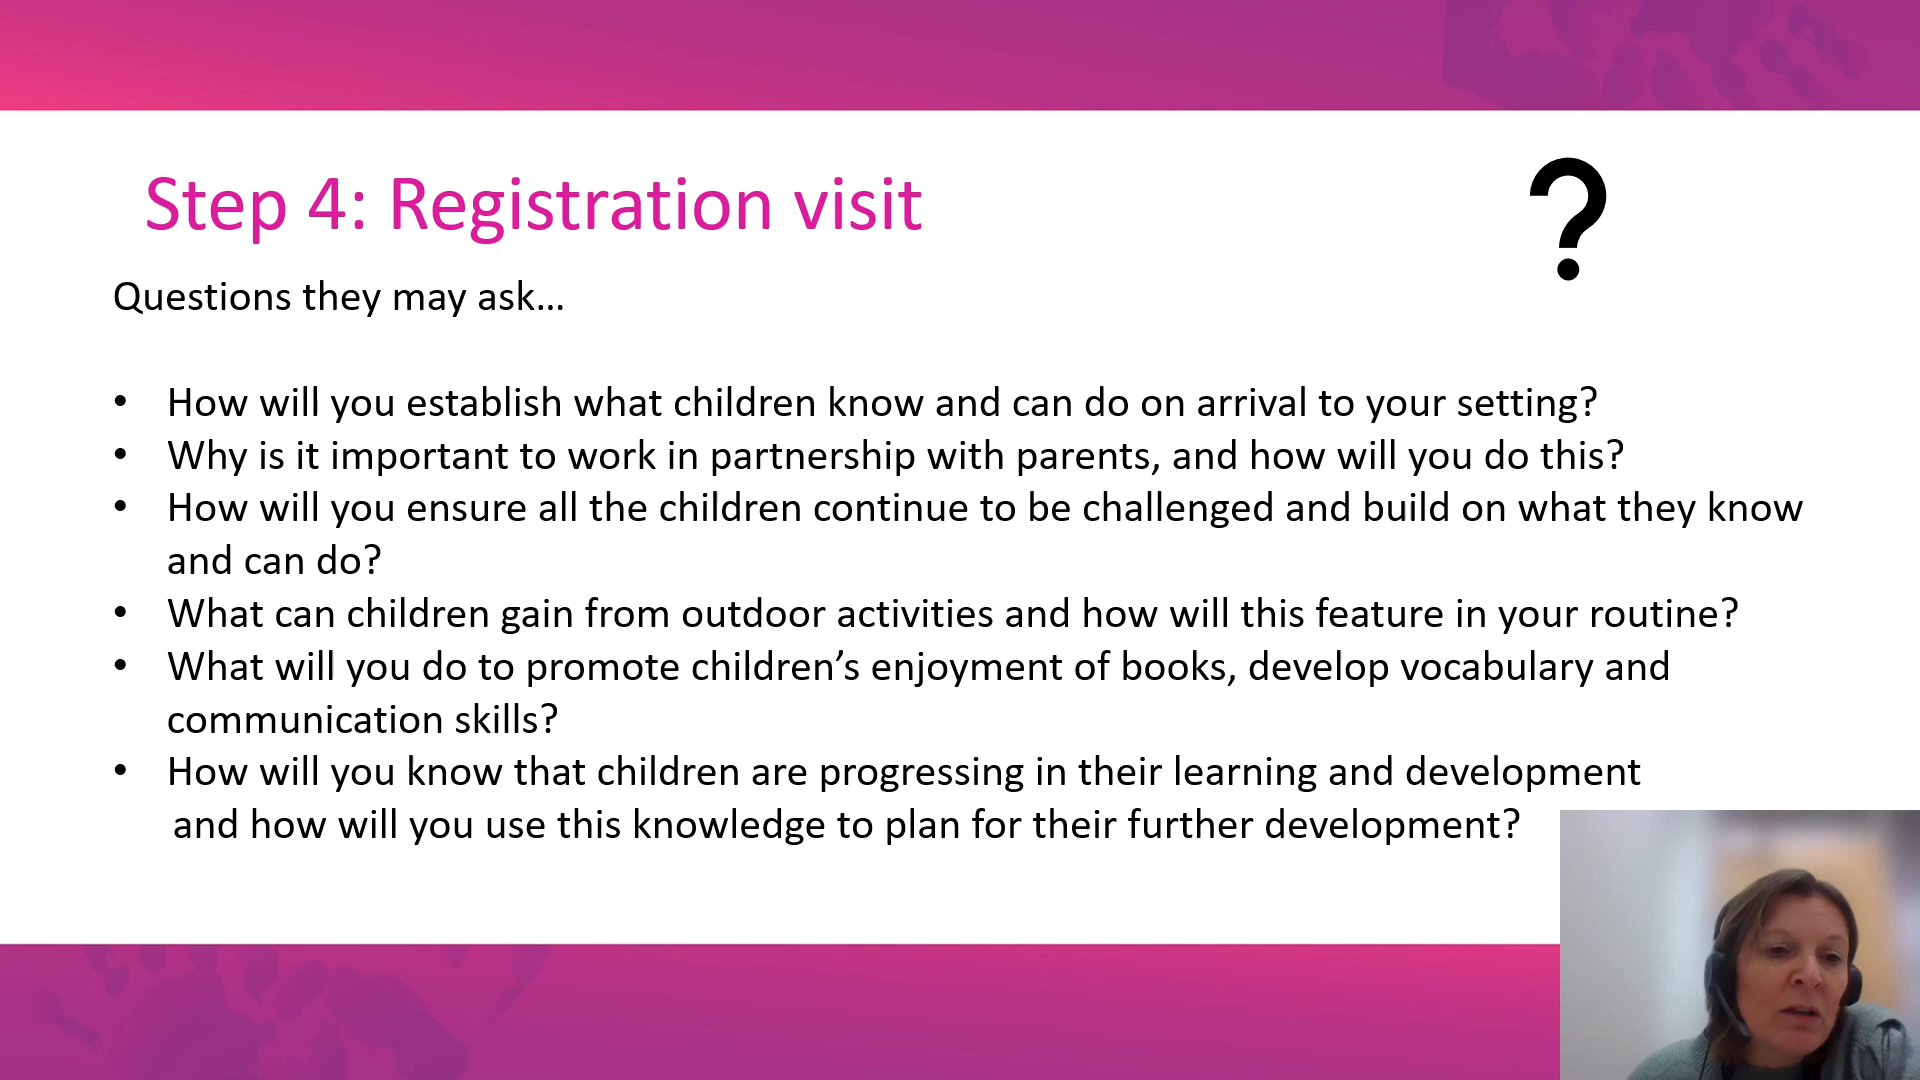 Step 4: Registration visit
?
Questions they may ask...
• How will you establish what children know and can do on arrival to your setting?
• Why is it important to work in partnership with parents, and how will you do this?
• How will you ensure all the children continue to be challenged and build on what they know
and can do?
• What can children gain from outdoor activities and how will this feature in your routine?
• What will you do to promote children’s enjoyment of books, develop vocabulary and
communication skills?
• How will you know that children are progressing in their learning and development
and how will you use this knowledge to plan for their further development?